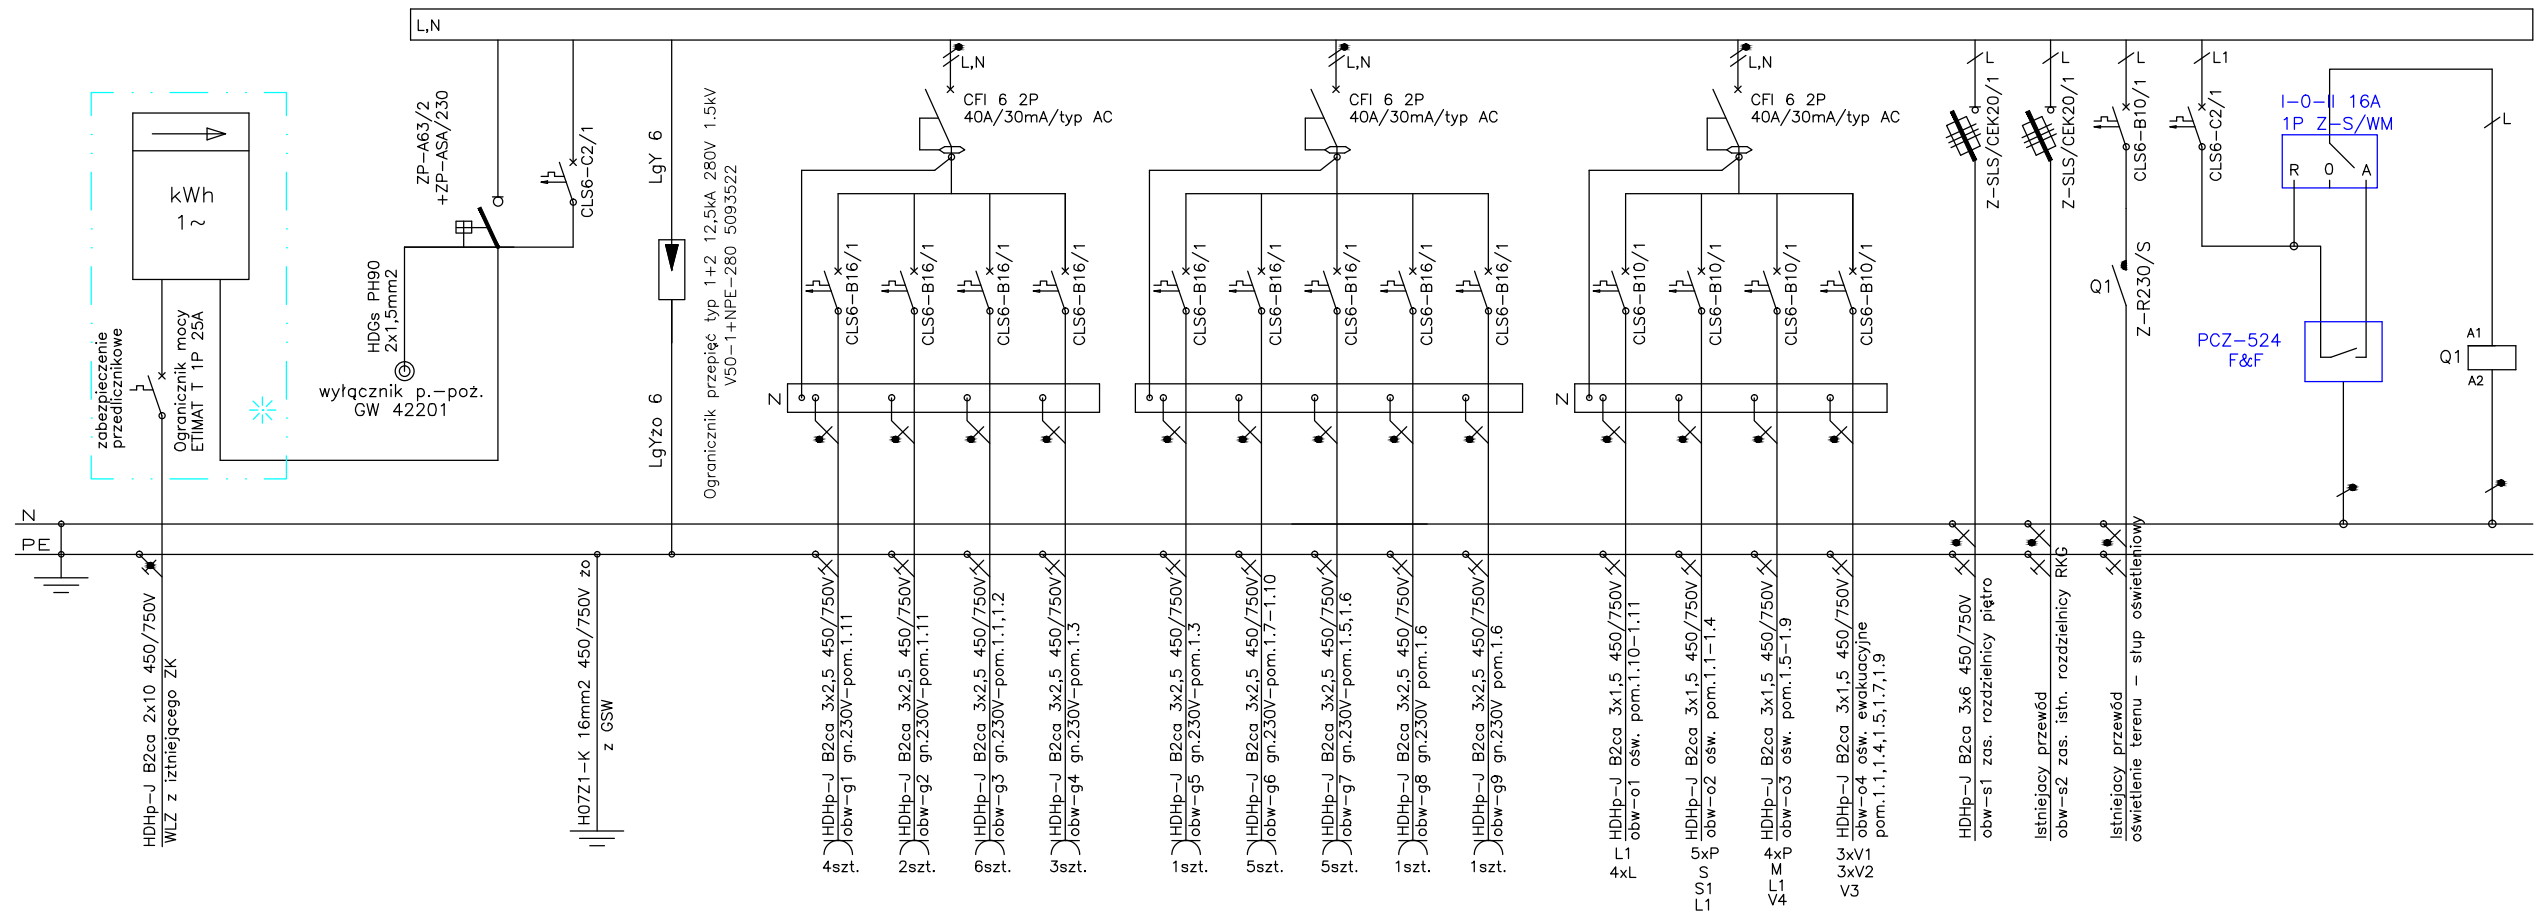 L,N
kWh
1~
zabezpieczenie
przedlicznikowe
Ogranicznik mocy
ETIMAT T 1P 25A
ZP-A63/2
+ZP-ASA/230
CLS6-C2/1
HDGs PH90
2x1,5mm2
wyłącznik p.-poż.
GW 42201
LgY 6
LgYżo 6
Ogranicznik przepięć typ 1+2 12,5kA 280V 1.5kV
V50-1+NPE-280 5093522
L,N
CFI 6 2P
40A/30mA/typ AC
CLS6-B16/1
CLS6-B16/1
CLS6-B16/1
CLS6-B16/1
N
L,N
CFI 6 2P
40A/30mA/typ AC
CLS6-B16/1
CLS6-B16/1
CLS6-B16/1
CLS6-B16/1
CLS6-B16/1
L,N
CFI 6 2P
40A/30mA/typ AC
CLS6-B10/1
CLS6-B10/1
CLS6-B10/1
CLS6-B10/1
N
L
Z-SLS/CEK20/1
L
Z-SLS/CEK20/1
L
CLS6-B10/1
Q1
Z-R230/S
L1
CLS6-C2/1
I-0-II 16A
1P Z-S/WM
R 0 A
PCZ-524
F&F
L
A1
Q1
A2
N
PE
HDHp-J B2ca 2x10 450/750V
WLZ z iztniejącego ZK
H07Z1-K 16mm2 450/750V żo
z GSW
HDHp-J B2ca 3x2,5 450/750V
obw-g1 gn.230V-pom.1.11
4szt.
HDHp-J B2ca 3x2,5 450/750V
obw-g2 gn.230V-pom.1.11
2szt.
HDHp-J B2ca 3x2,5 450/750V
obw-g3 gn.230V-pom.1.1,1.2
6szt.
HDHp-J B2ca 3x2,5 450/750V
obw-g4 gn.230V-pom.1.3
3szt.
HDHp-J B2ca 3x2,5 450/750V
obw-g5 gn.230V-pom.1.3
1szt.
HDHp-J B2ca 3x2,5 450/750V
obw-g6 gn.230V-pom.1.7-1.10
5szt.
HDHp-J B2ca 3x2,5 450/750V
obw-g7 gn.230V-pom.1.5,1.6
5szt.
HDHp-J B2ca 3x2,5 450/750V
obw-g8 gn.230V pom.1.6
1szt.
HDHp-J B2ca 3x2,5 450/750V
obw-g9 gn.230V pom.1.6
1szt.
HDHp-J B2ca 3x1,5 450/750V
obw-o1 ośw. pom.1.10-1.11
L1
4xL
HDHp-J B2ca 3x1,5 450/750V
obw-o2 ośw. pom.1.1-1.4
5xP
S
S1
L1
HDHp-J B2ca 3x1,5 450/750V
obw-o3 ośw. pom.1.5-1.9
4xP
M
L1
V4
HDHp-J B2ca 3x1,5 450/750V
obw-o4 ośw. ewakuacyjne
pom.1.1,1.4,1.5,1.7,1.9
3xV1
3xV2
V3
HDHp-J B2ca 3x6 450/750V
obw-s1 zas. rozdzielnicy piętro
Istniejacy przewód
obw-s2 zas. istn. rozdzielnicy RKG
Istniejacy przewód
oświetlenie terenu - słup oświetleniowy